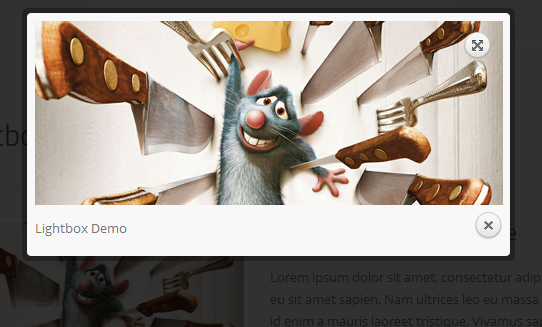 tbo
Lightbox Demo
e
Lorem ipsum dolor sit amet, consectetur adip
eu sit amet sapien. Nam ultrices leo eu massa
id enim a mauris laoreet tristique. Vivamus sa